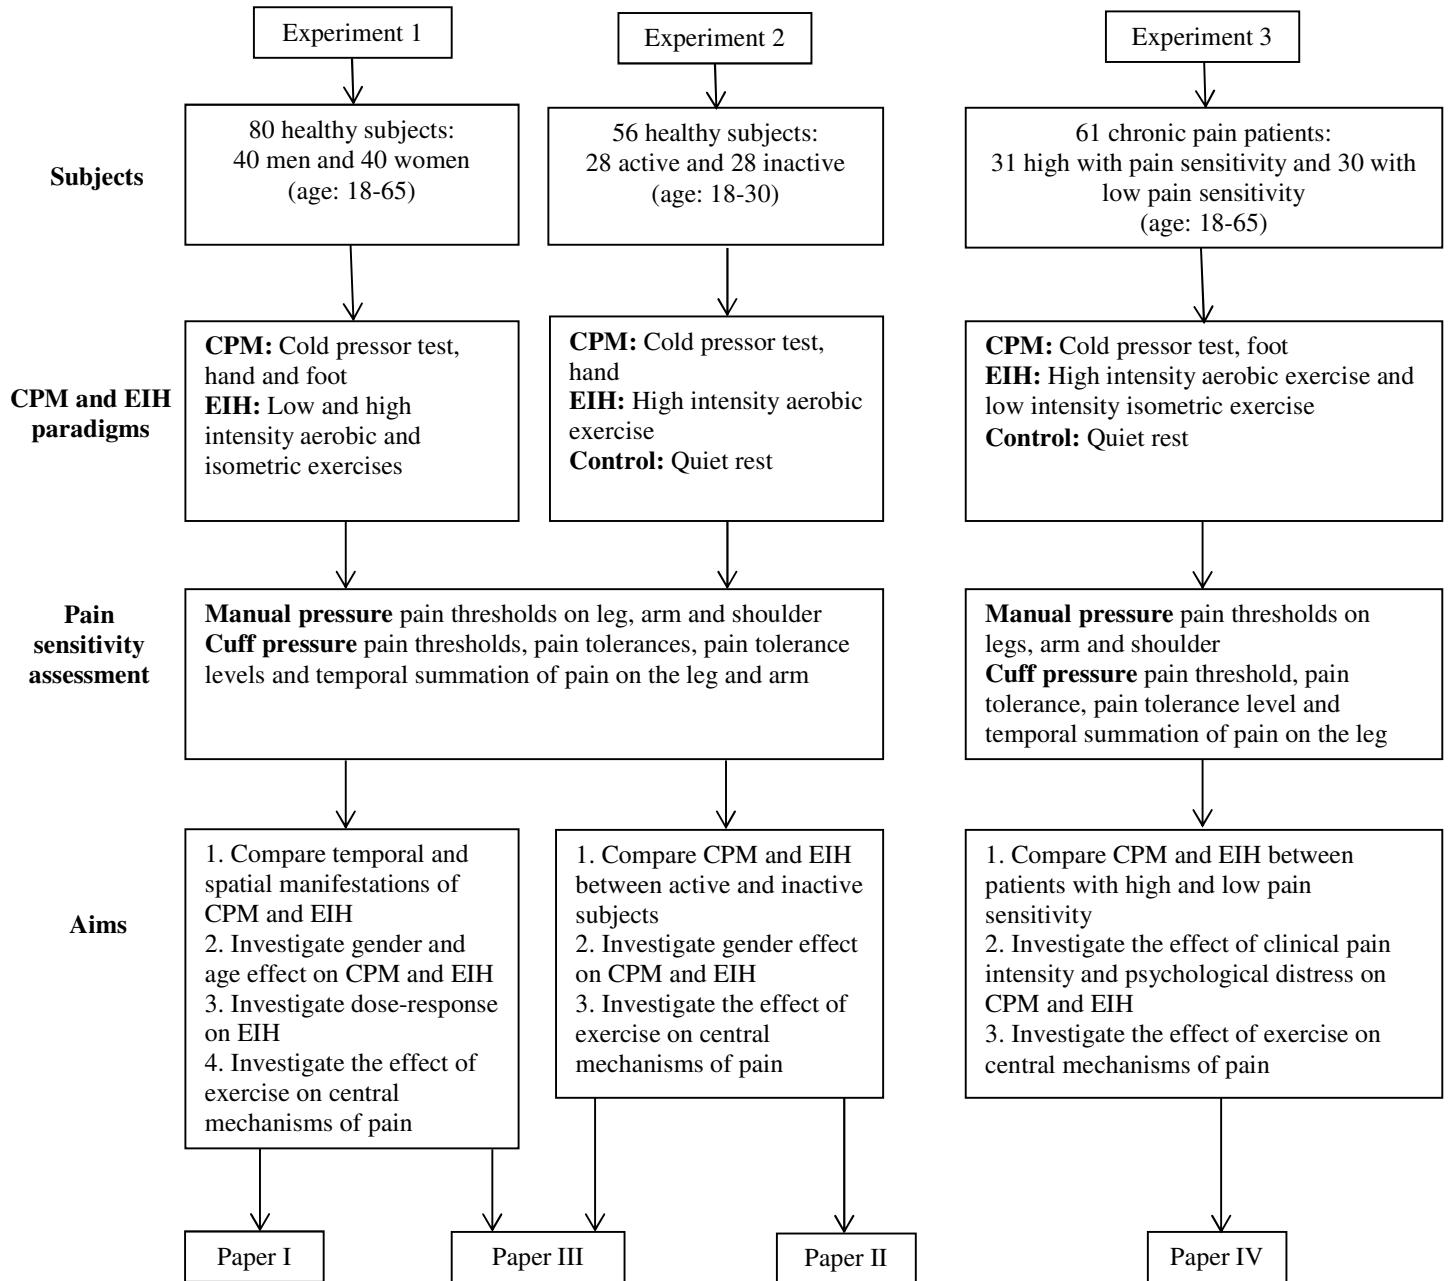 Experiment 1
Experiment 2
Experiment 3
Subjects
80 healthy subjects:
40 men and 40 women
(age: 18-65)
56 healthy subjects:
28 active and 28 inactive
(age: 18-30)
61 chronic pain patients:
31 high with pain sensitivity and 30 with
low pain sensitivity
(age: 18-65)
CPM and EIH
paradigms
CPM: Cold pressor test,
hand and foot
EIH: Low and high
intensity aerobic and
isometric exercises
CPM: Cold pressor test,
hand
EIH: High intensity aerobic
exercise
Control: Quiet rest
CPM: Cold pressor test, foot
EIH: High intensity aerobic exercise and
low intensity isometric exercise
Control: Quiet rest
Pain
sensitivity
assessment
Manual pressure pain thresholds on leg, arm and shoulder
Cuff pressure pain thresholds, pain tolerances, pain tolerance
levels and temporal summation of pain on the leg and arm
Manual pressure pain thresholds on
legs, arm and shoulder
Cuff pressure pain threshold, pain
tolerance, pain tolerance level and
temporal summation of pain on the leg
Aims
1. Compare temporal and
spatial manifestations of
CPM and EIH
2. Investigate gender and
age effect on CPM and EIH
3. Investigate dose-response
on EIH
4. Investigate the effect of
exercise on central
mechanisms of pain
1. Compare CPM and EIH
between active and inactive
subjects
2. Investigate gender effect
on CPM and EIH
3. Investigate the effect of
exercise on central
mechanisms of pain
1. Compare CPM and EIH between
patients with high and low pain
sensitivity
2. Investigate the effect of clinical pain
intensity and psychological distress on
CPM and EIH
3. Investigate the effect of exercise on
central mechanisms of pain
Paper I
Paper III
Paper II
Paper IV